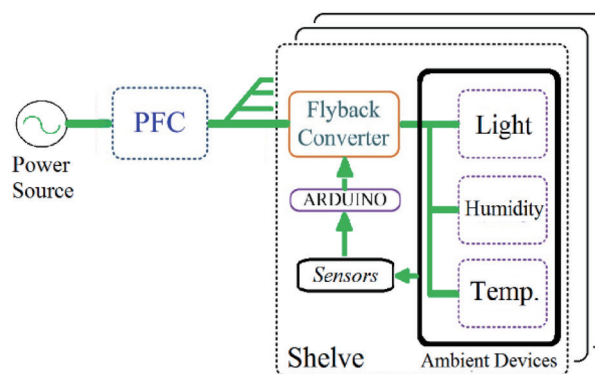 Power
Source
PFC
Flyback
Converter
ARDUINO
Sensors
Light
Humidity
Temp.
Shelve
Ambient Devices